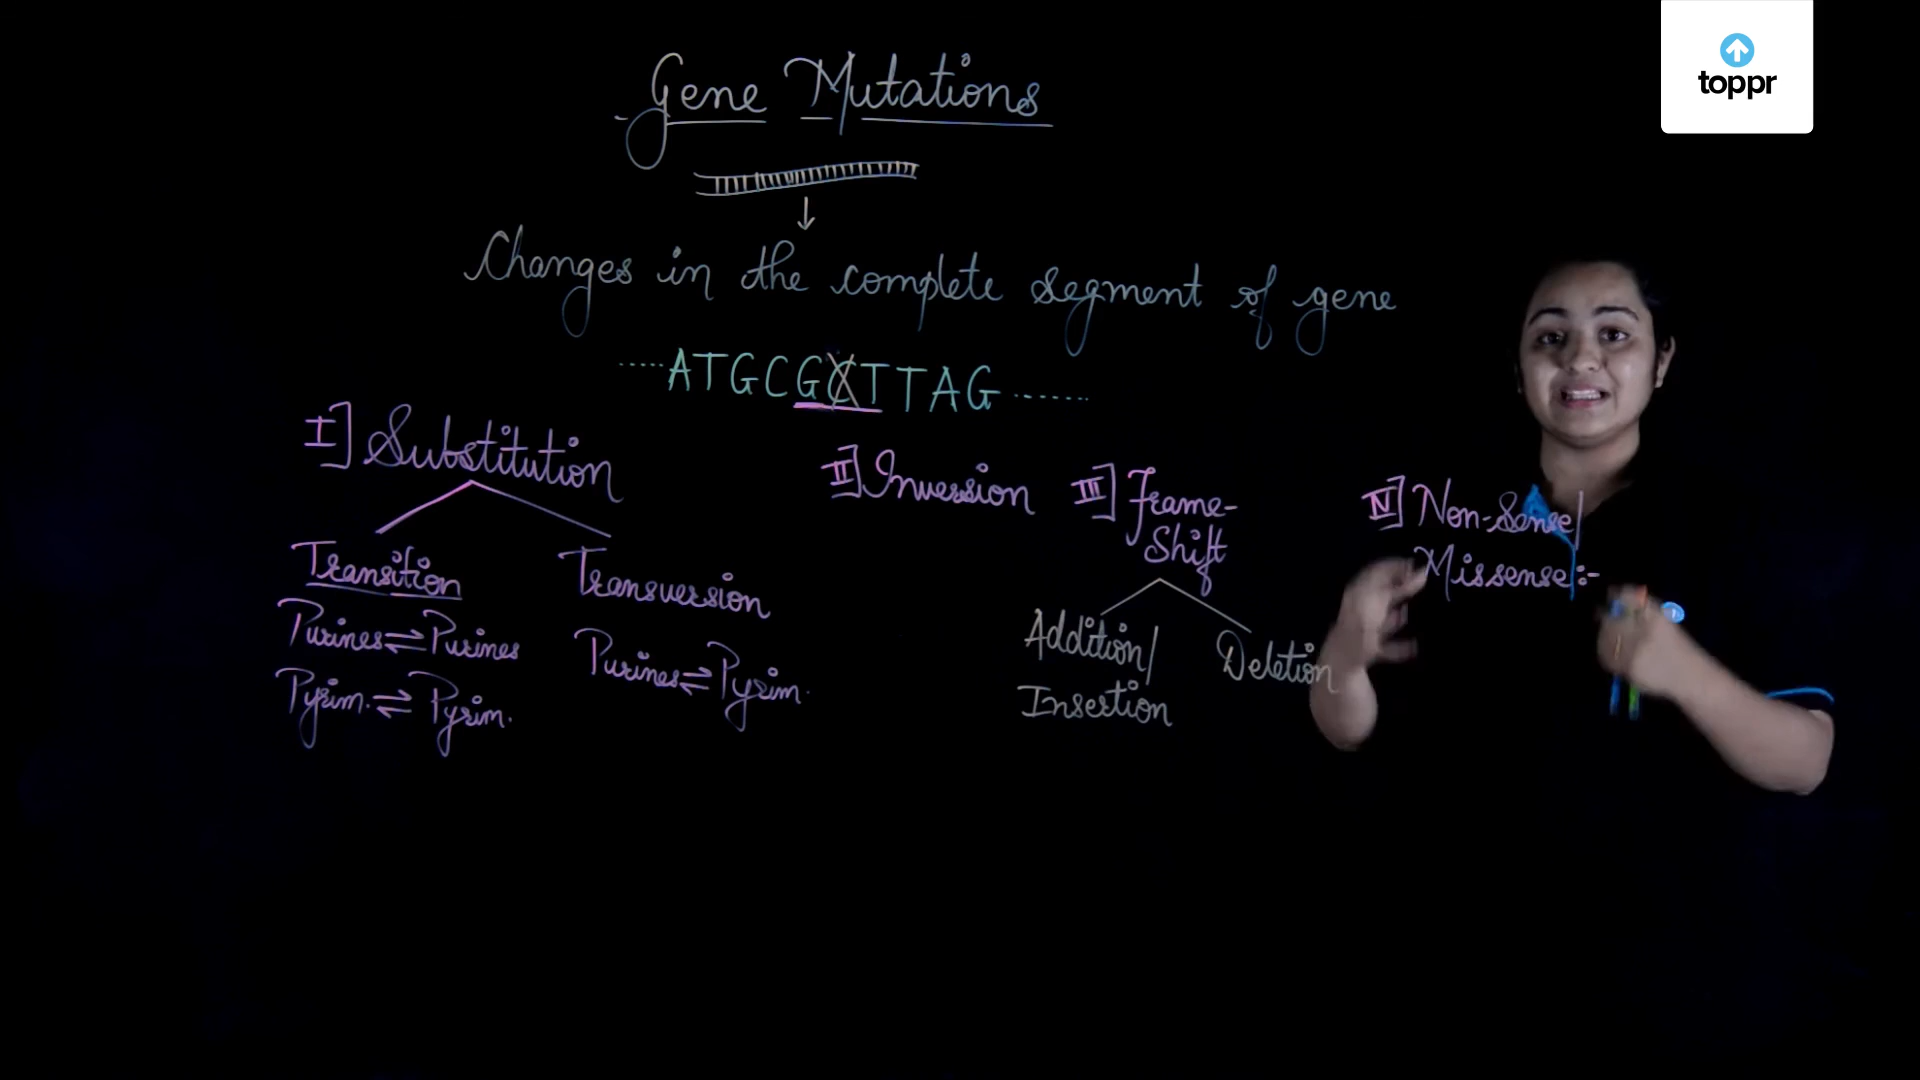 toppr
Gene Mutations
Changes in the complete segment of gene
.....ATGCGCTTAG......
I] Substitution
Transition
Purines ⇌ Purines
Pyrim. ⇌ Pyrim.
Transversion
Purines ⇌ Pyrim.
II] Inversion
III] Frame-
Shift
Addition/
Insertion
Deletion
IV] Non-Sense/
Missense:-